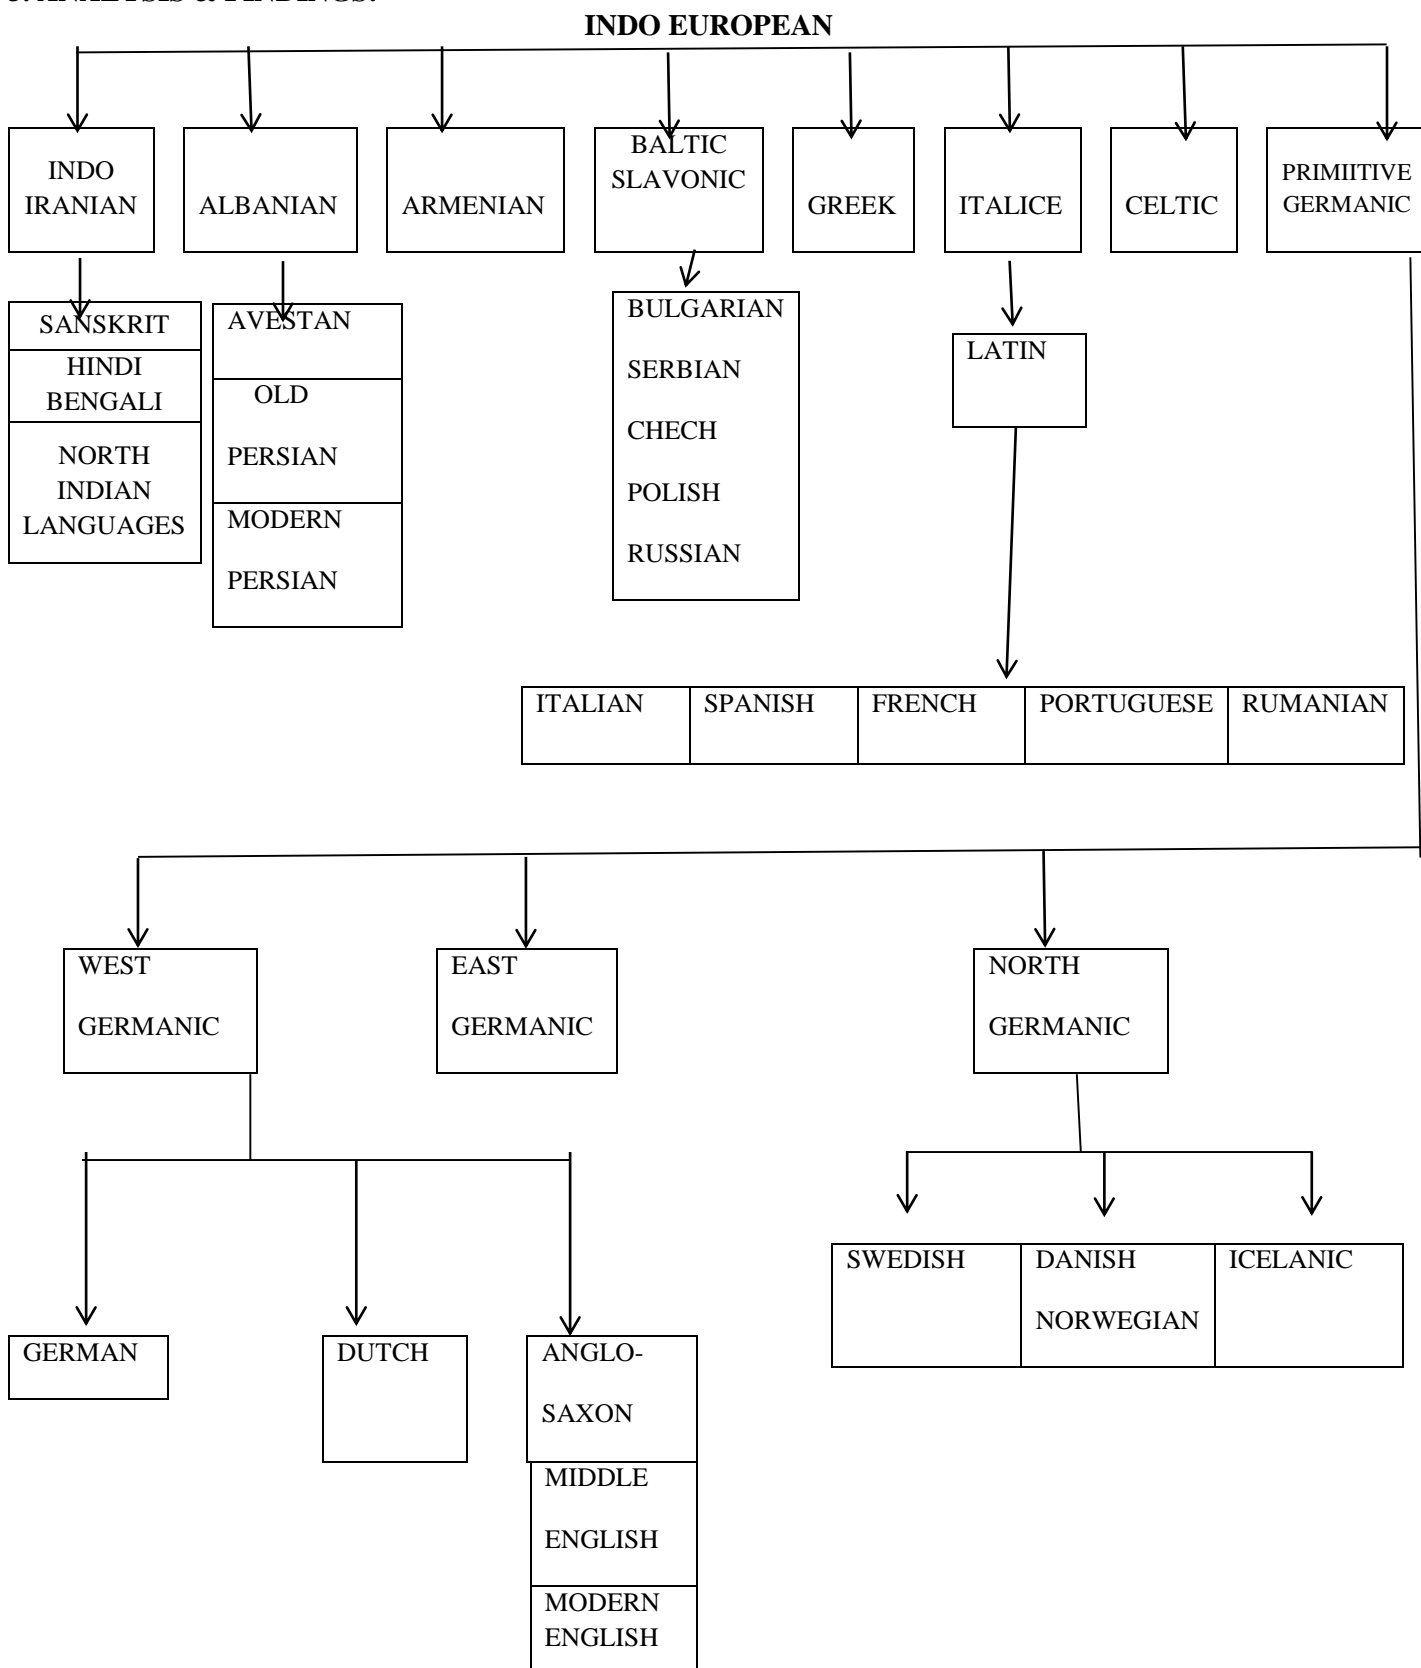 INDO EUROPEAN
INDO
IRANIAN
ALBANIAN
ARMENIAN
BALTIC
SLAVONIC
GREEK
ITALICE
CELTIC
PRIMIITIVE
GERMANIC
SANSKRIT
HINDI
BENGALI
NORTH
INDIAN
LANGUAGES
AVESTAN
OLD
PERSIAN
MODERN
PERSIAN
BULGARIAN
SERBIAN
CHECH
POLISH
RUSSIAN
LATIN
ITALIAN
SPANISH
FRENCH
PORTUGUESE
RUMANIAN
WEST
GERMANIC
EAST
GERMANIC
NORTH
GERMANIC
SWEDISH
DANISH
NORWEGIAN
ICELANIC
GERMAN
DUTCH
ANGLO-
SAXON
MIDDLE
ENGLISH
MODERN
ENGLISH